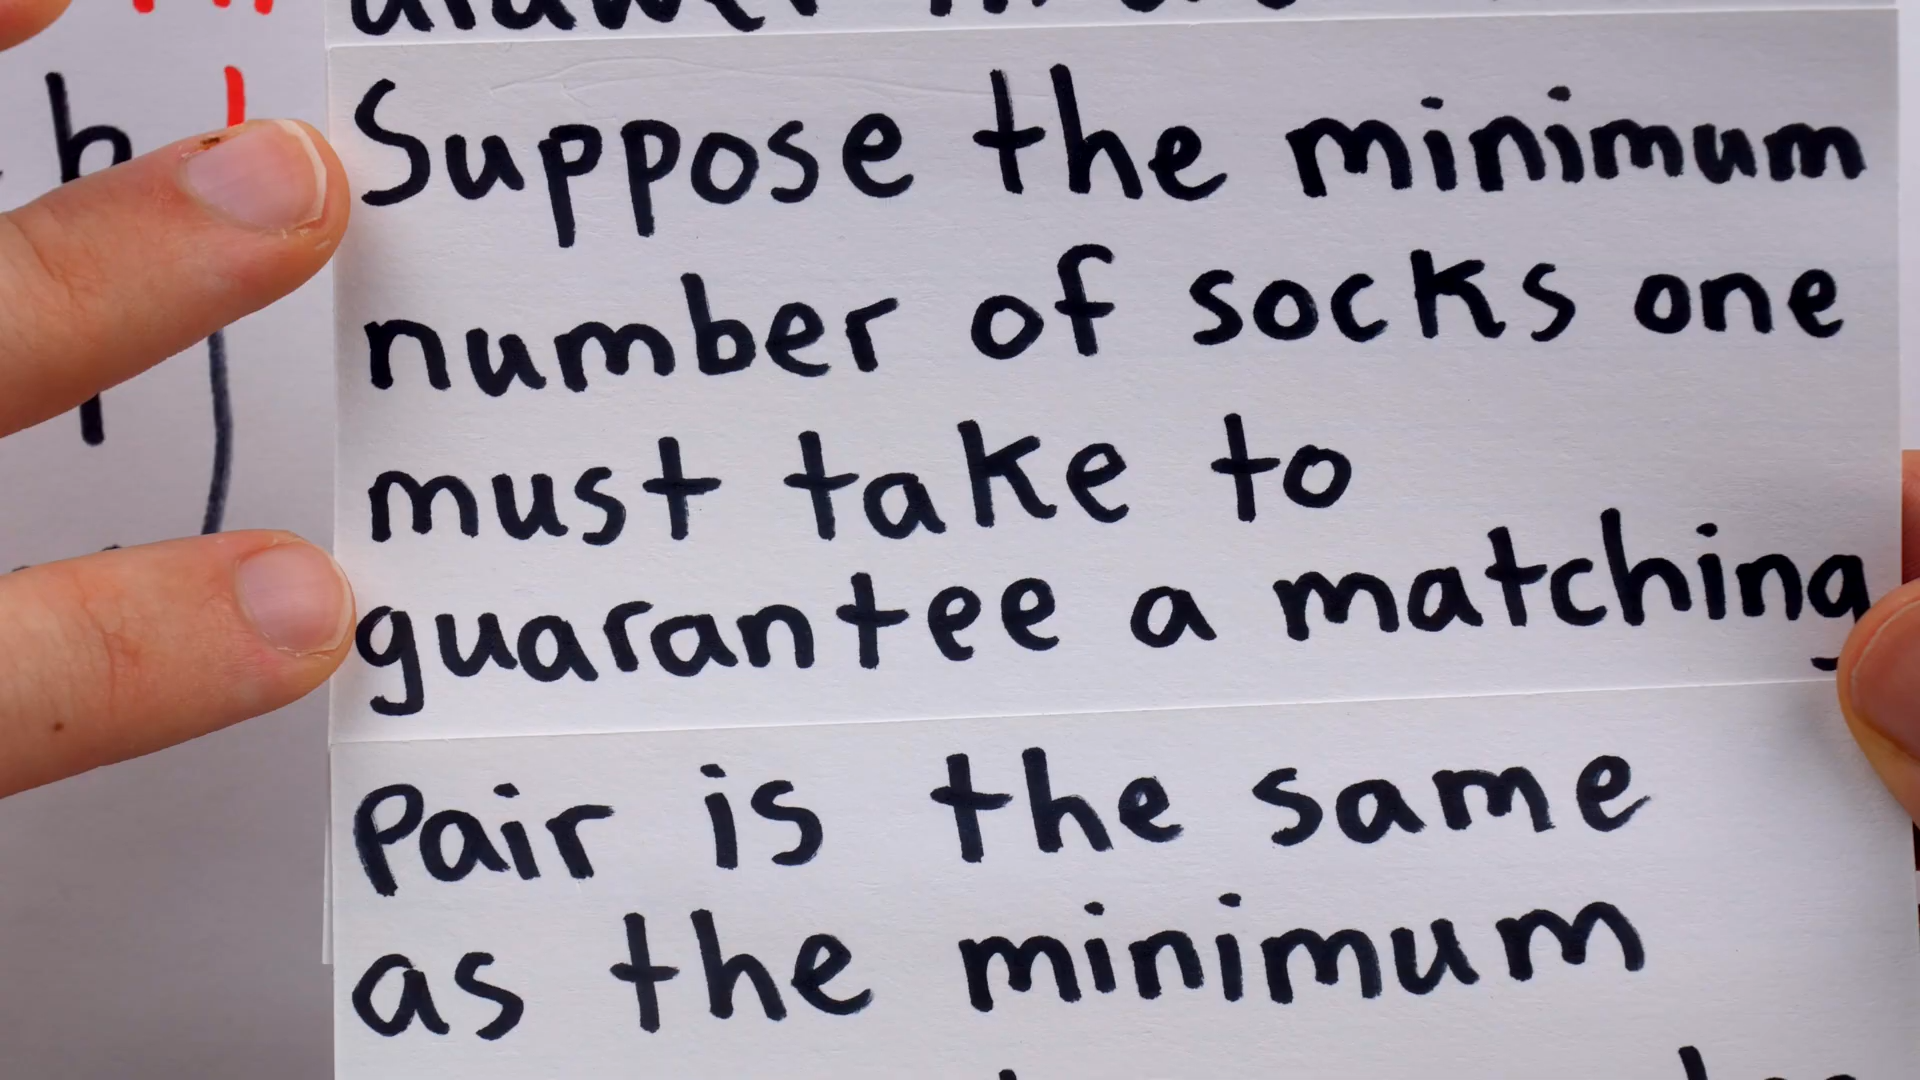 Suppose the minimum
number of socks one
must take to
guarantee a matching
Pair is the same
as the minimum